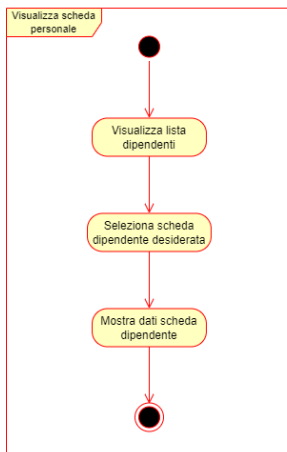 Visualizza scheda
personale
Visualizza lista
dipendenti
Seleziona scheda
dipendente desiderata
Mostra dati scheda
dipendente